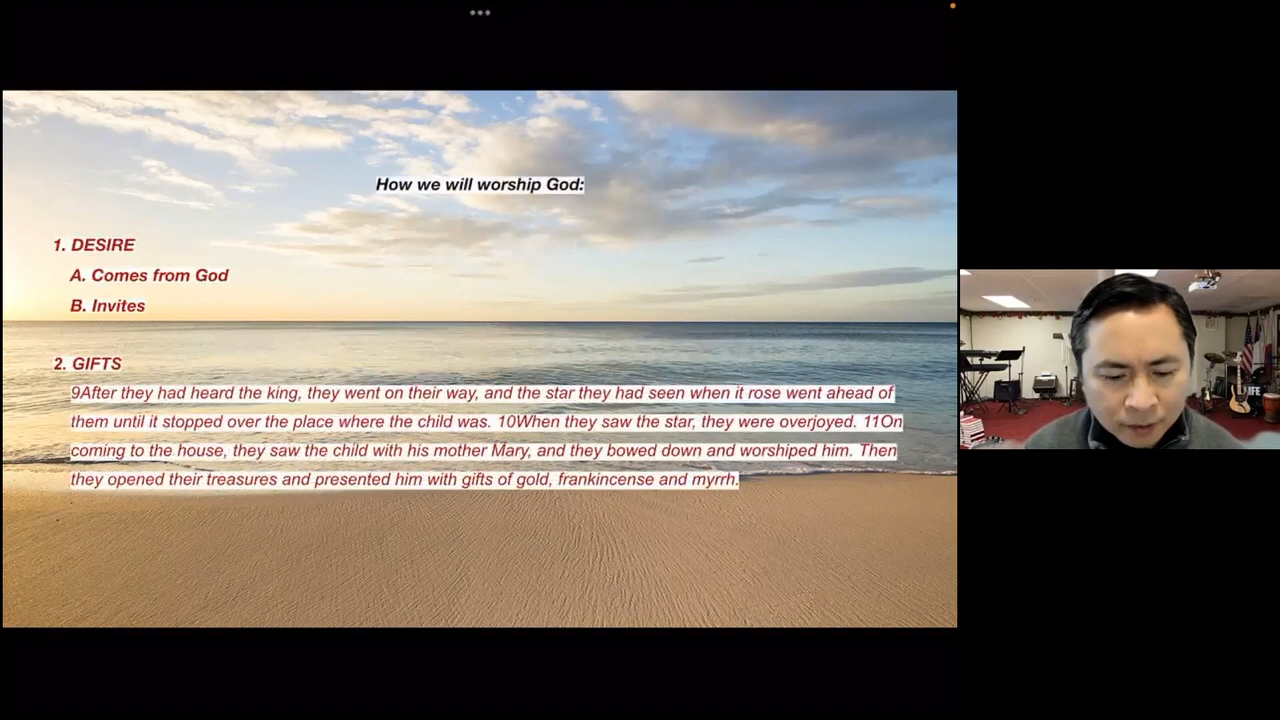 How we will worship God:
1. DESIRE
A. Comes from God
B. Invites
2. GIFTS
9After they had heard the king, they went on their way, and the star they had seen when it rose went ahead of
them until it stopped over the place where the child was. 10When they saw the star, they were overjoyed. 11On
coming to the house, they saw the child with his mother Mary, and they bowed down and worshiped him. Then
they opened their treasures and presented him with gifts of gold, frankincense and myrrh.
IFE